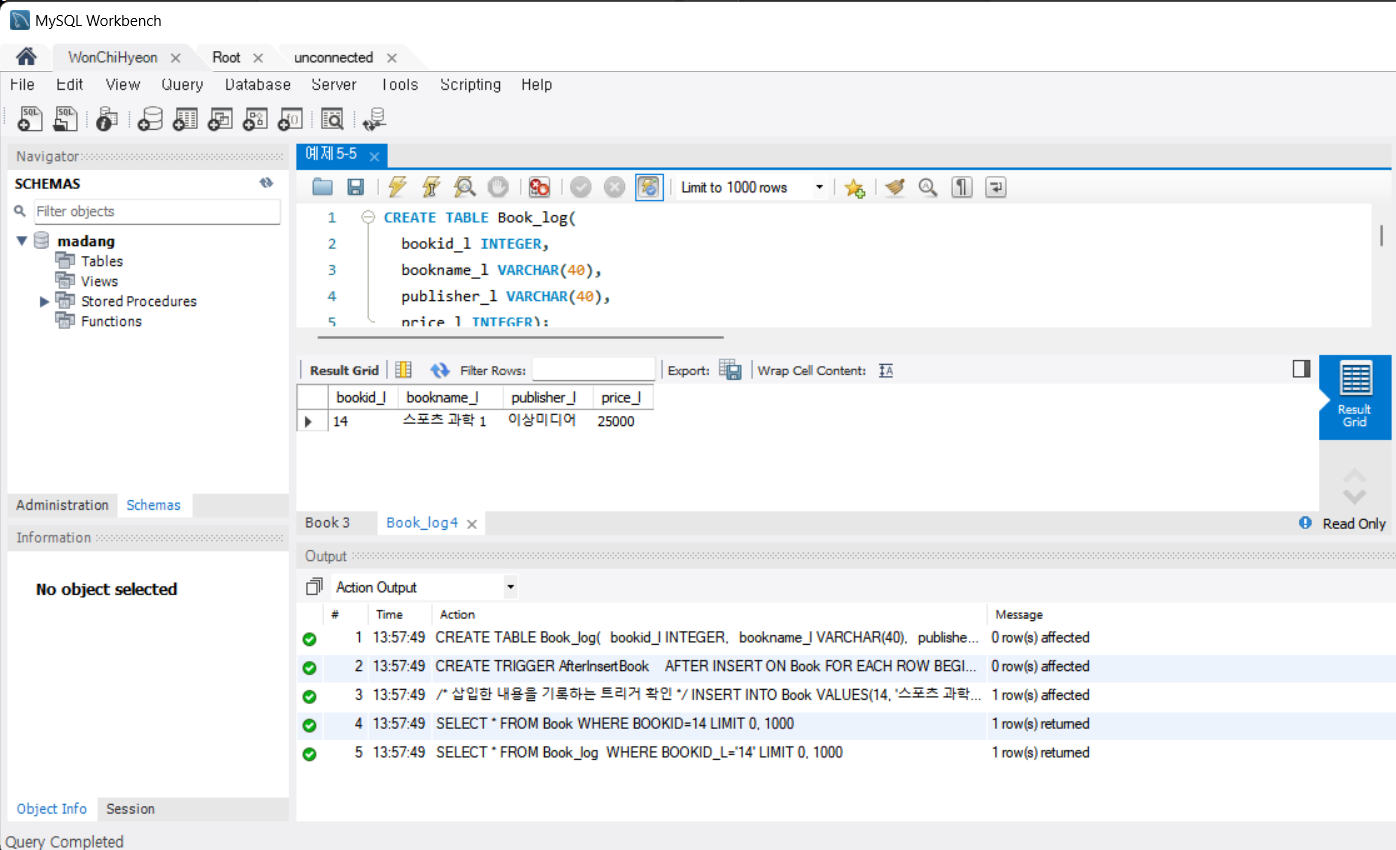 MySQL Workbench
WonChiHyeon Root unconnected
File Edit View Query Database Server Tools Scripting Help
SQL SQL f()
Navigator
SCHEMAS
Filter objects
madang
Tables
Views
Stored Procedures
Functions
Administration Schemas
Information
No object selected
Object Info Session
예제 5-5
Limit to 1000 rows
1 CREATE TABLE Book_log(
2 bookid_l INTEGER,
3 bookname_l VARCHAR(40),
4 publisher_l VARCHAR(40),
5 price_l INTEGER);
Result Grid Filter Rows: Export: Wrap Cell Content:
bookid_l bookname_l publisher_l price_l
14 스포츠 과학 1 이상미디어 25000
Result
Grid
Book 3 Book_log4 Read Only
Output
Action Output
# Time Action Message
1 13:57:49 CREATE TABLE Book_log( bookid_l INTEGER, bookname_l VARCHAR(40), publishe... 0 row(s) affected
2 13:57:49 CREATE TRIGGER AfterInsertBook AFTER INSERT ON Book FOR EACH ROW BEGI... 0 row(s) affected
3 13:57:49 /* 삽입한 내용을 기록하는 트리거 확인 */ INSERT INTO Book VALUES(14, '스포츠 과학... 1 row(s) affected
4 13:57:49 SELECT * FROM Book WHERE BOOKID=14 LIMIT 0, 1000 1 row(s) returned
5 13:57:49 SELECT * FROM Book_log WHERE BOOKID_L='14' LIMIT 0, 1000 1 row(s) returned
Query Completed